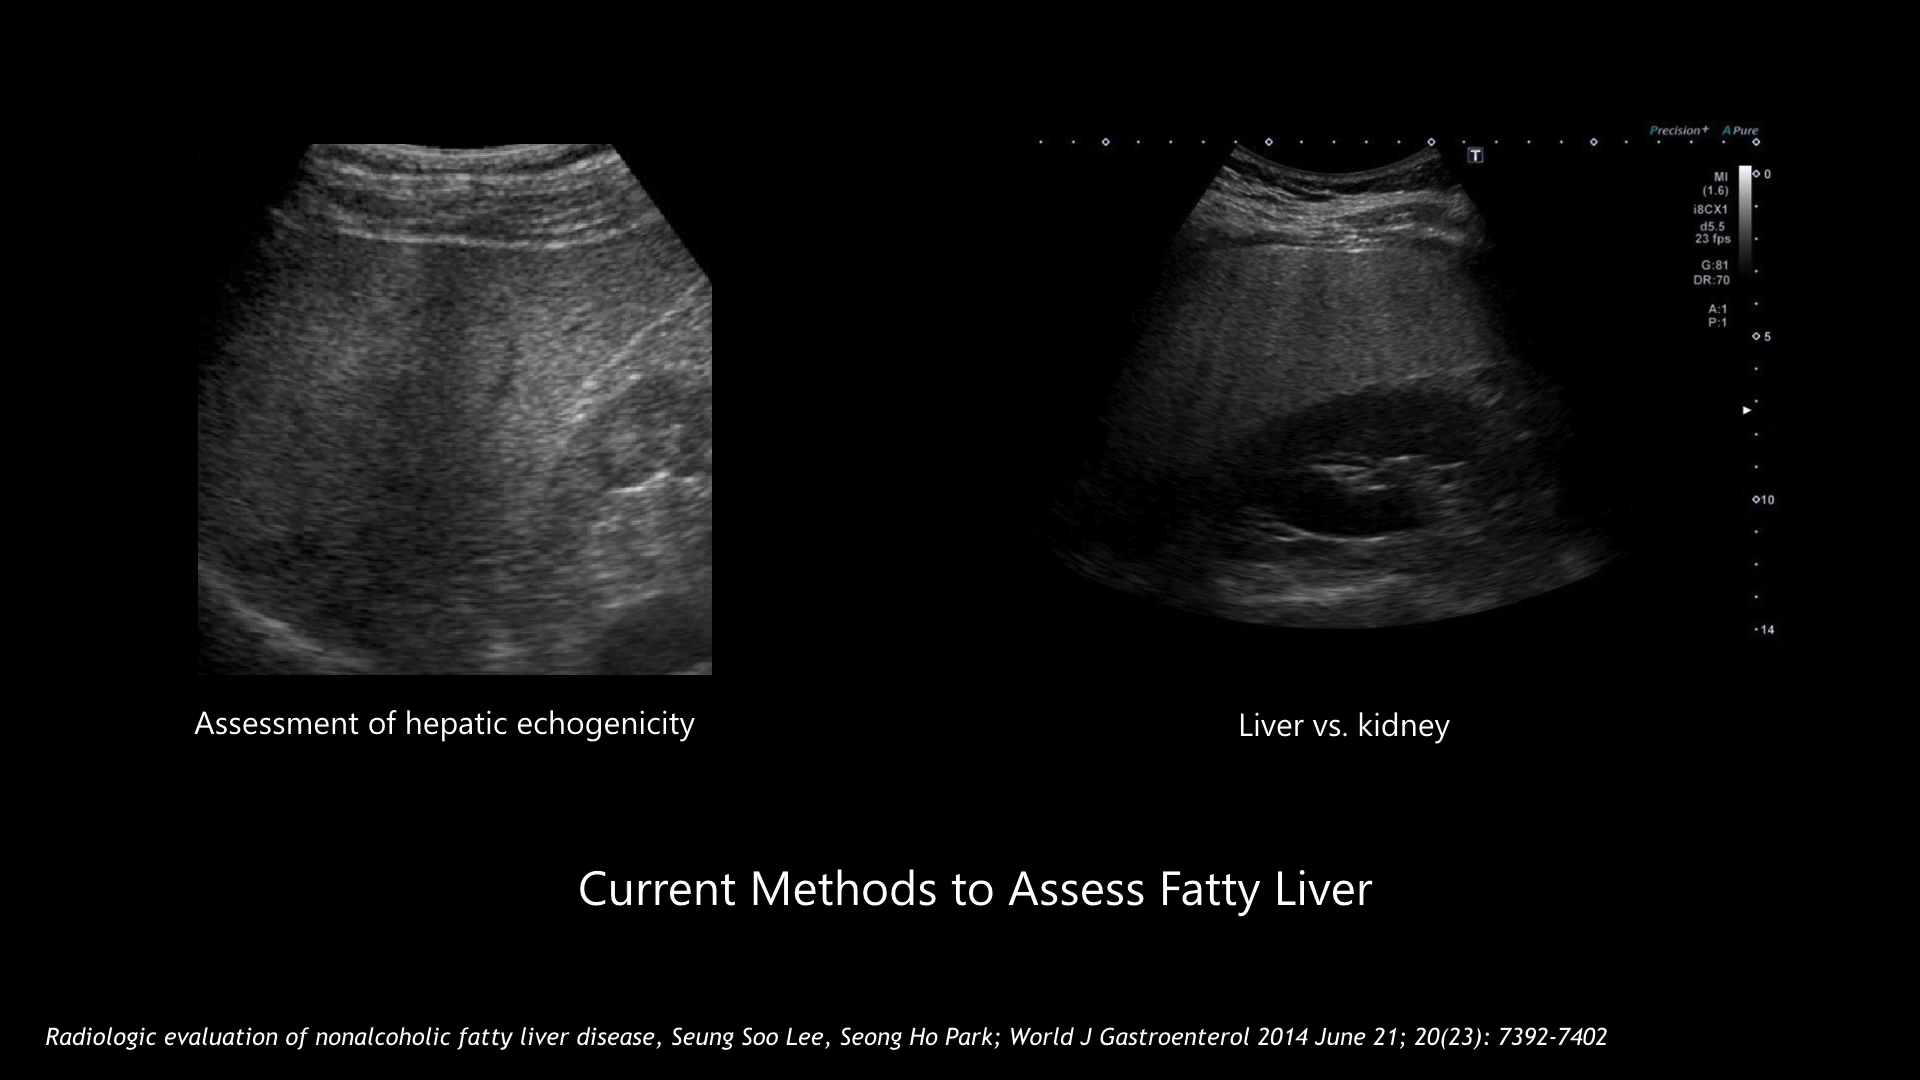 Precision+ A Pure
T
MI
(1.6)
i8CX1
d5.5
23 fps
G:81
DR:70
A:1
P:1
0
5
10
14
Assessment of hepatic echogenicity
Liver vs. kidney
Current Methods to Assess Fatty Liver
Radiologic evaluation of nonalcoholic fatty liver disease, Seung Soo Lee, Seong Ho Park; World J Gastroenterol 2014 June 21; 20(23): 7392-7402